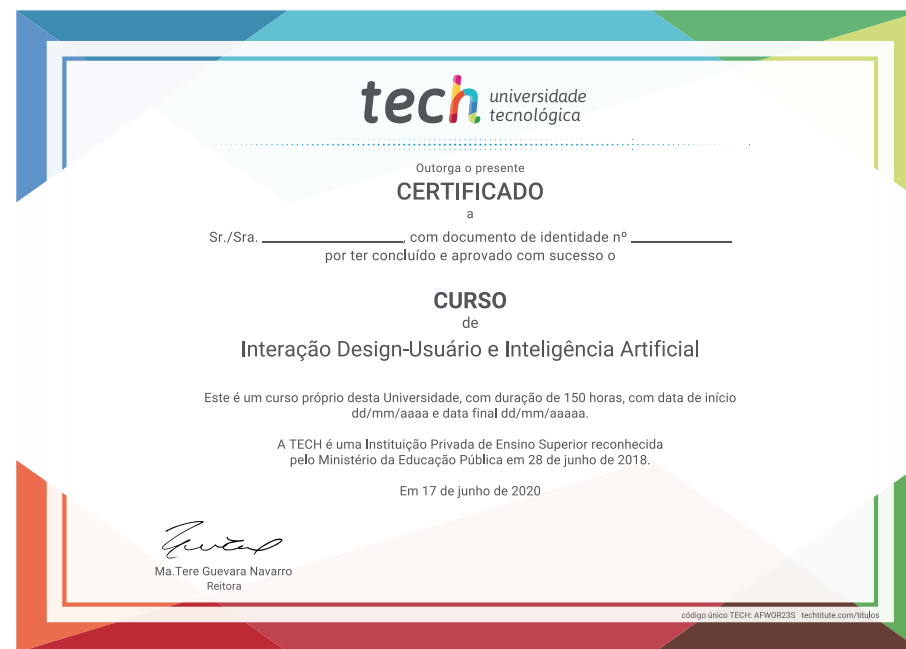 tech universidade
tecnológica
Outorga o presente
CERTIFICADO
a
Sr./Sra. ____________________, com documento de identidade nº ______________
por ter concluído e aprovado com sucesso o
CURSO
de
Interação Design-Usuário e Inteligência Artificial
Este é um curso próprio desta Universidade, com duração de 150 horas, com data de início
dd/mm/aaaa e data final dd/mm/aaaaa.
A TECH é uma Instituição Privada de Ensino Superior reconhecida
pelo Ministério da Educação Pública em 28 de junho de 2018.
Em 17 de junho de 2020
Ma.Tere Guevara Navarro
Reitora
código único TECH: AFWOR23S techtitute.com/títulos